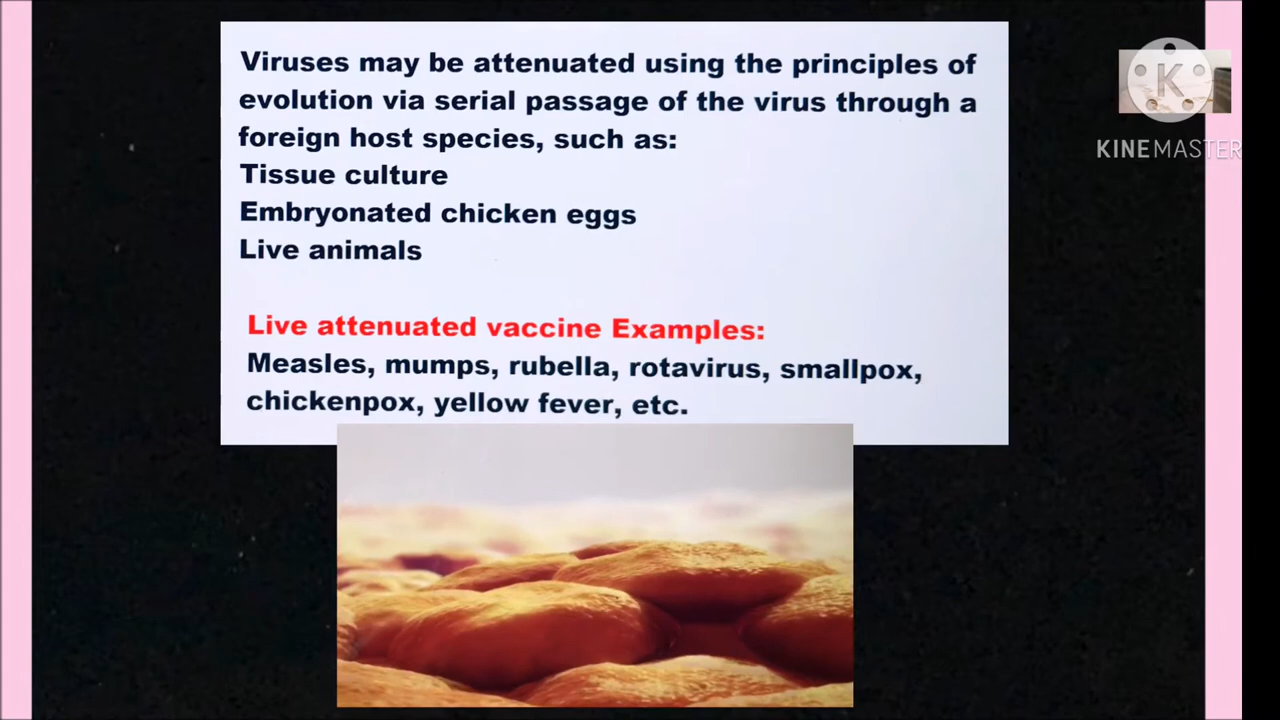 Viruses may be attenuated using the principles of
evolution via serial passage of the virus through a
foreign host species, such as:
Tissue culture
Embryonated chicken eggs
Live animals
Live attenuated vaccine Examples:
Measles, mumps, rubella, rotavirus, smallpox,
chickenpox, yellow fever, etc.
K
KINEMASTER